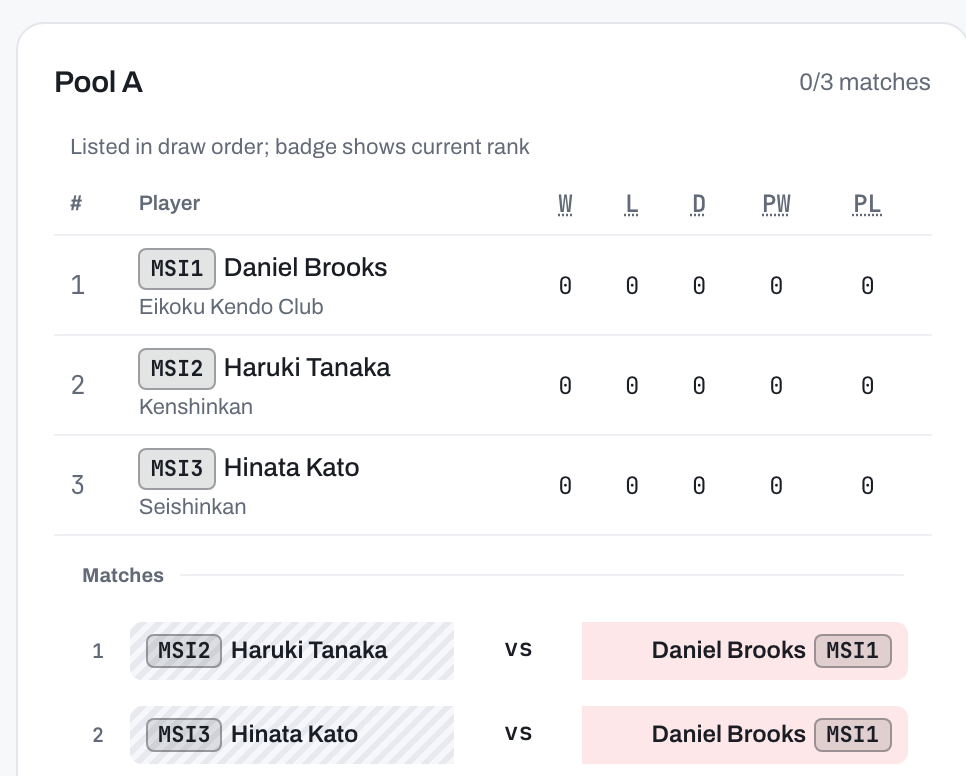 Pool A 0/3 matches
Listed in draw order; badge shows current rank
# Player W L D PW PL
1 MSI1 Daniel Brooks 0 0 0 0 0
Eikoku Kendo Club
2 MSI2 Haruki Tanaka 0 0 0 0 0
Kenshinkan
3 MSI3 Hinata Kato 0 0 0 0 0
Seishinkan
Matches
1 MSI2 Haruki Tanaka vs Daniel Brooks MSI1
2 MSI3 Hinata Kato vs Daniel Brooks MSI1